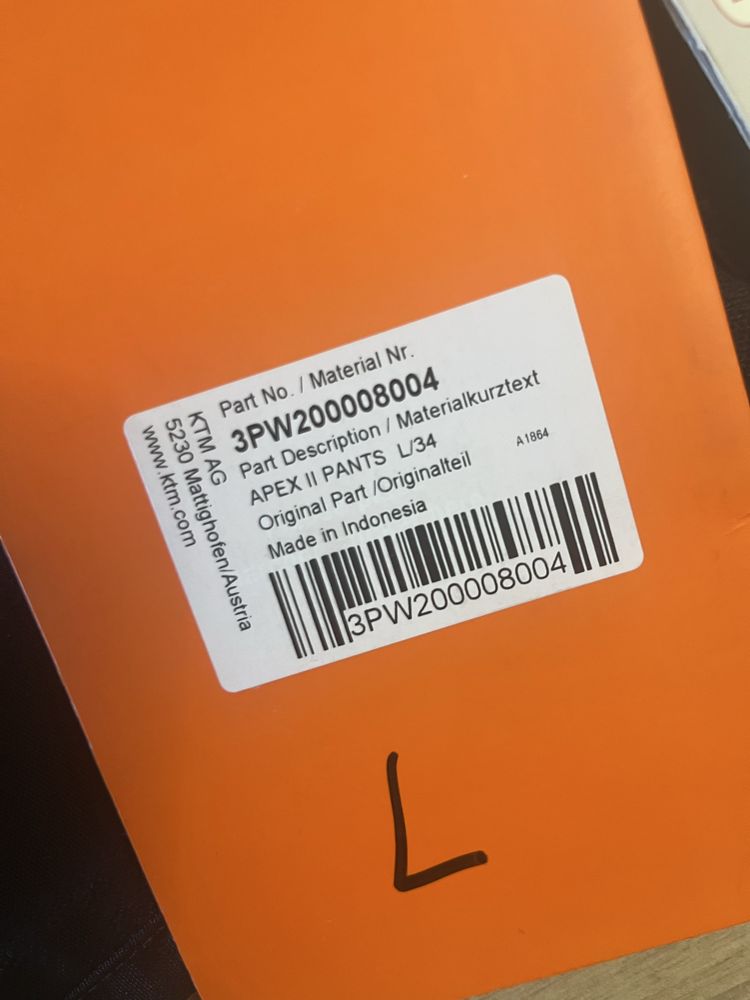 Part No. / Material Nr.
3PW200008004
Part Description / Materialkurztext
APEX II PANTS L/34
A1864
Original Part /Originalteil
Made in Indonesia
3PW200008004
KTM AG
5230 Mattighofen/Austria
www.ktm.com
L